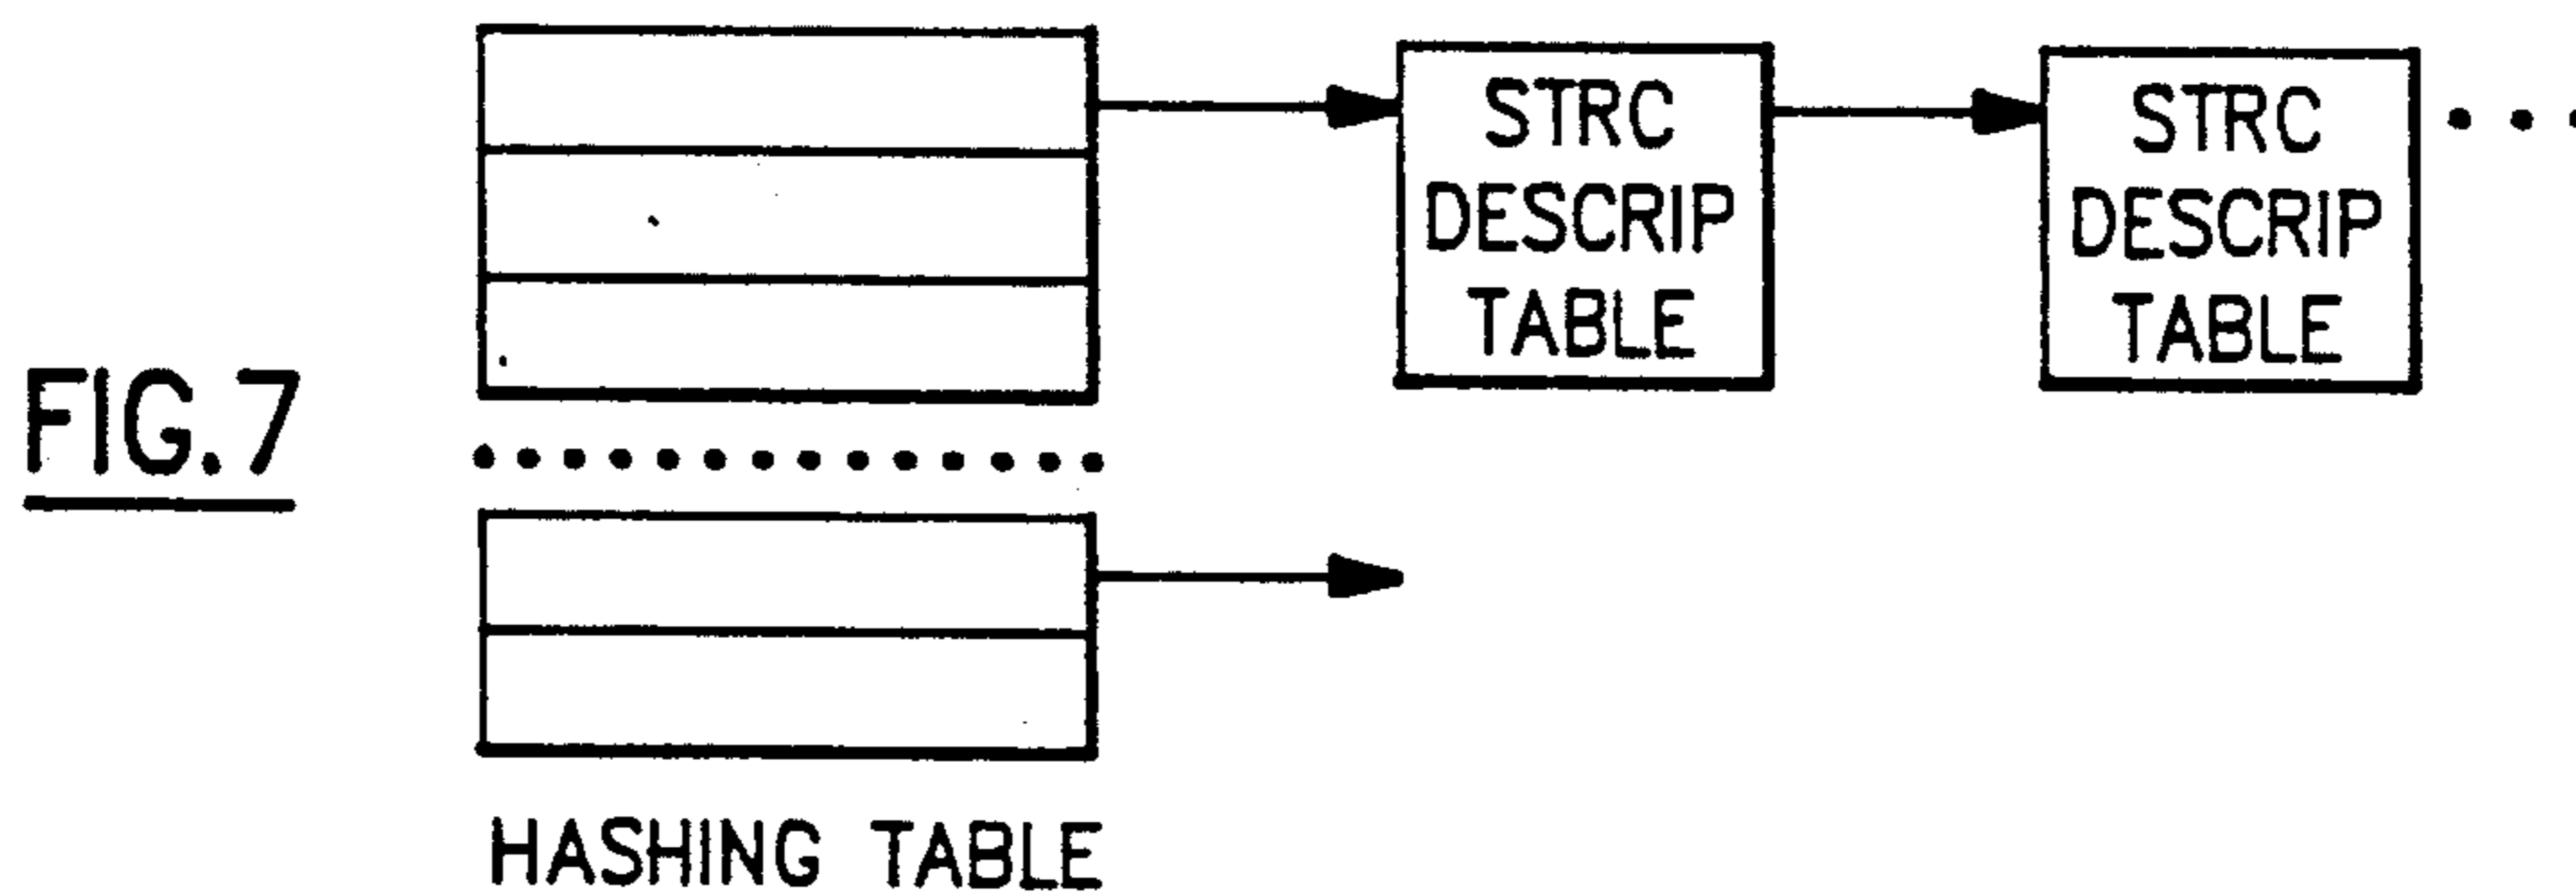 STRC
DESCRIP
TABLE
STRC
DESCRIP
TABLE
FIG.7
HASHING TABLE